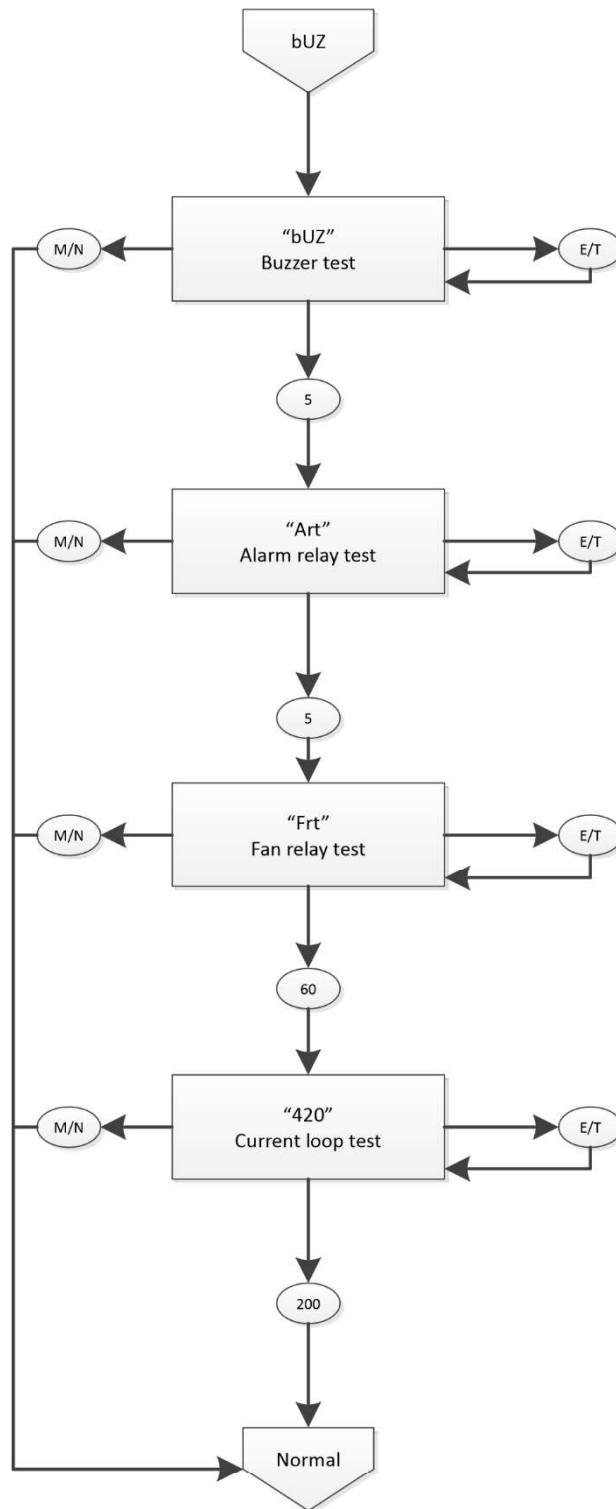 bUZ
“bUZ”
Buzzer test
M/N
E/T
5
“Art”
Alarm relay test
M/N
E/T
5
“Frt”
Fan relay test
M/N
E/T
60
“420”
Current loop test
M/N
E/T
200
Normal